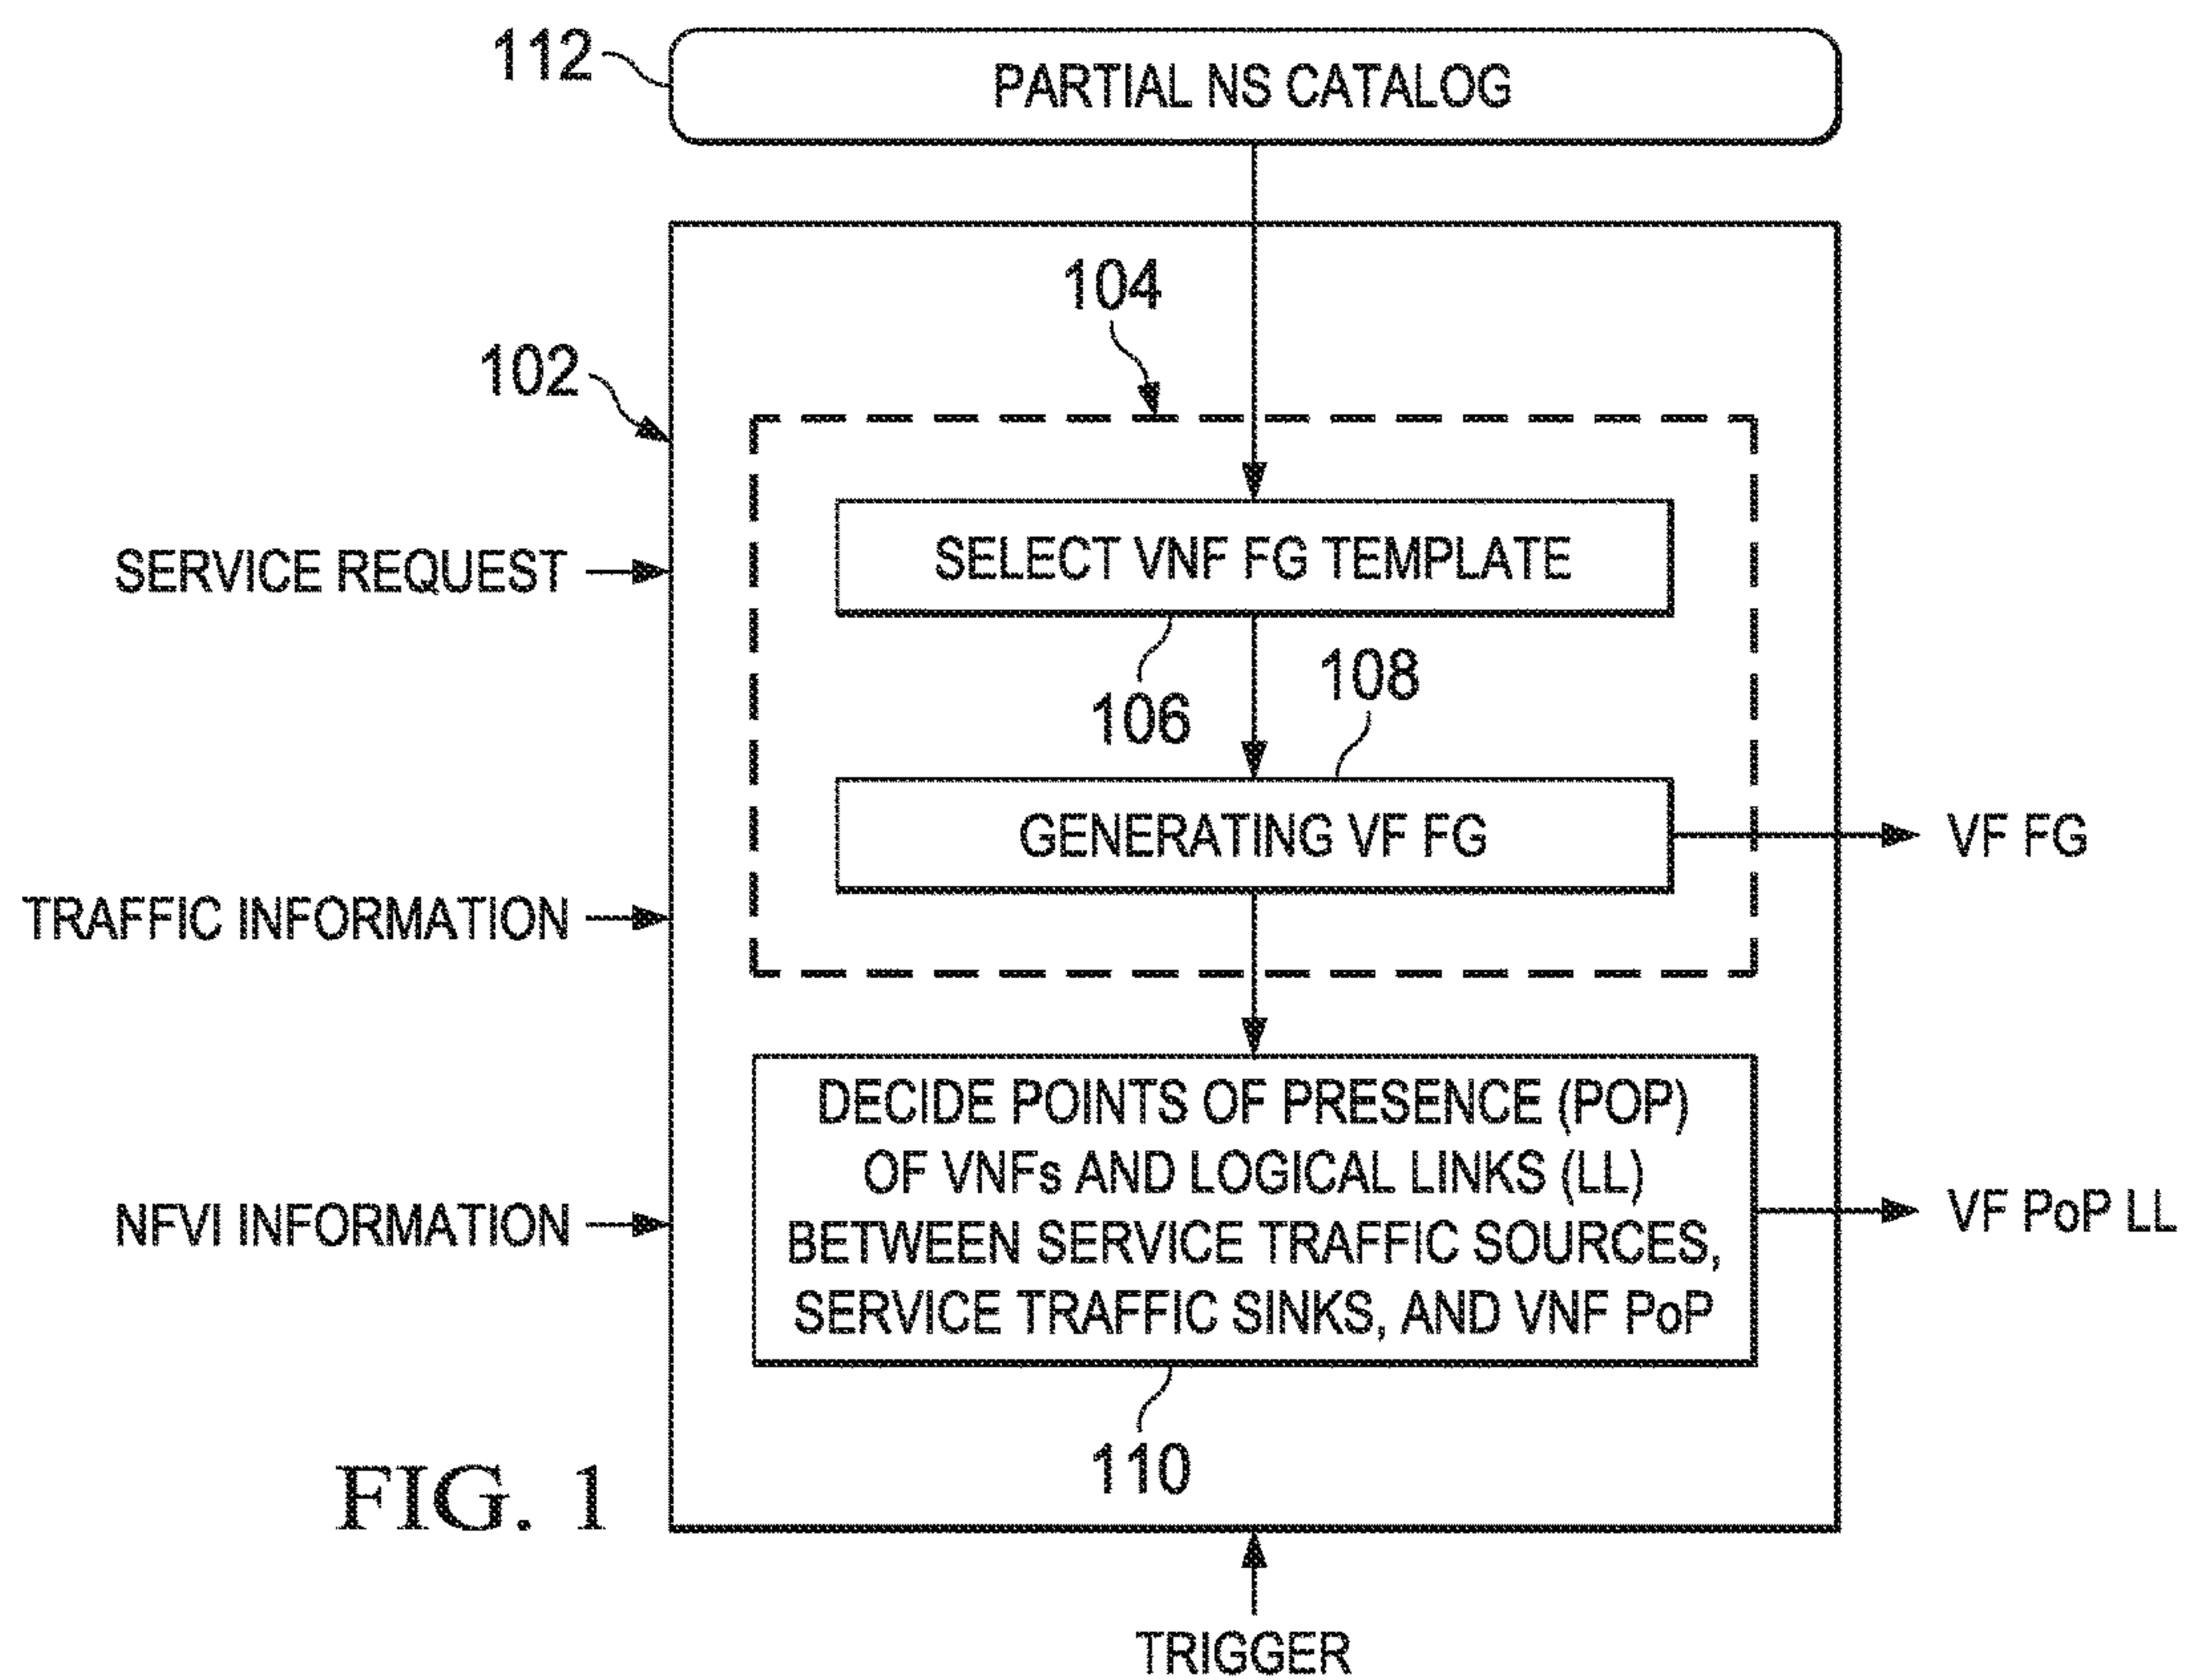 112
PARTIAL NS CATALOG
104
102
SERVICE REQUEST
SELECT VNF FG TEMPLATE
106
108
GENERATING VF FG
VF FG
TRAFFIC INFORMATION
DECIDE POINTS OF PRESENCE (POP)
OF VNFs AND LOGICAL LINKS (LL)
BETWEEN SERVICE TRAFFIC SOURCES,
SERVICE TRAFFIC SINKS, AND VNF PoP
NFVI INFORMATION
VF PoP LL
110
FIG. 1
TRIGGER